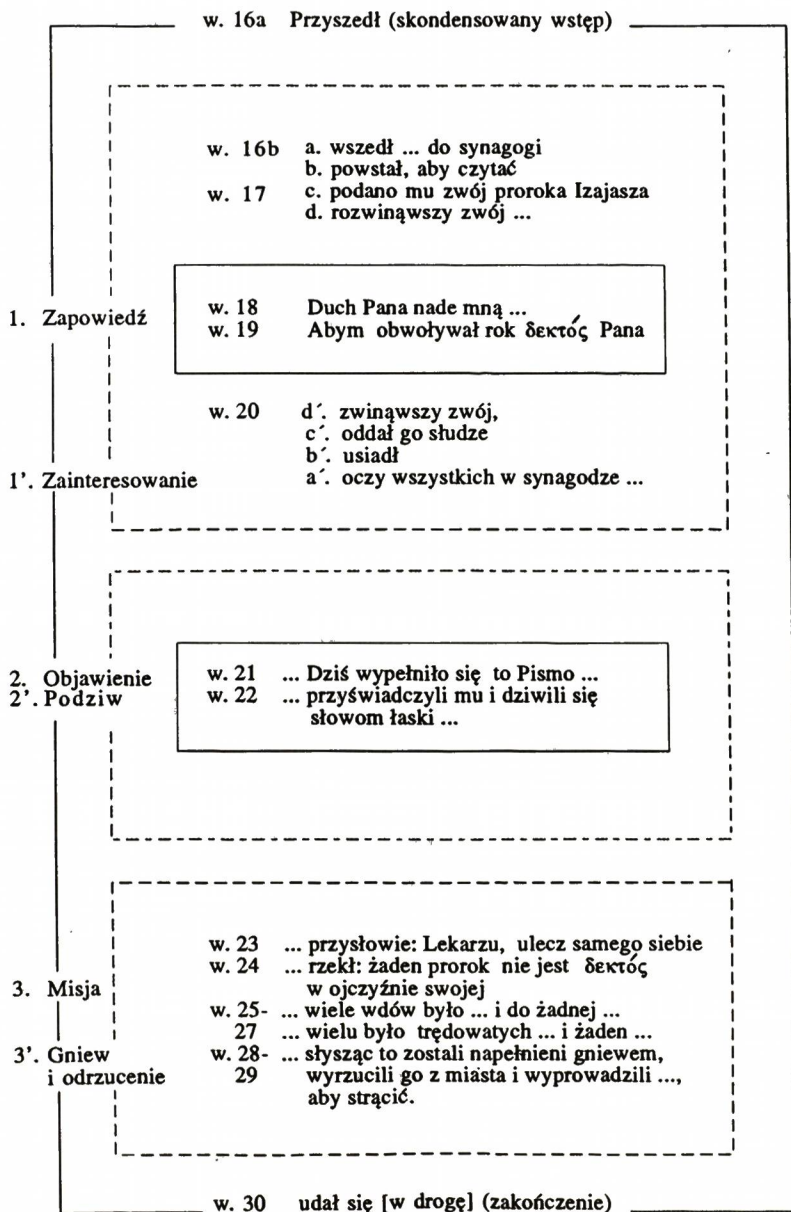 w. 16a Przyszedł (skondensowany wstęp)
w. 16b a. wszedł ... do synagogi
b. powstał, aby czytać
w. 17 c. podano mu zwój proroka Izajasza
d. rozwinąwszy zwój ...
1. Zapowiedź
w. 18 Duch Pana nade mną ...
w. 19 Abym obwoływał rok δεκτός Pana
w. 20 d´. zwinąwszy zwój,
c´. oddał go słudze
b´. usiadł
1’. Zainteresowanie a´. oczy wszystkich w synagodze ...
2. Objawienie w. 21 ... Dziś wypełniło się to Pismo ...
2’. Podziw w. 22 ... przyświadczyli mu i dziwili się
słowom łaski ...
w. 23 ... przysłowie: Lekarzu, ulecz samego siebie
w. 24 ... rzekł: żaden prorok nie jest δεκτός
3. Misja w ojczyźnie swojej
w. 25- ... wiele wdów było ... i do żadnej ...
27 ... wielu było trędowatych ... i żaden ...
3’. Gniew w. 28- ... słysząc to zostali napełnieni gniewem,
i odrzucenie 29 wyrzucili go z miasta i wyprowadzili ...,
aby strącić.
w. 30 udał się [w drogę] (zakończenie)